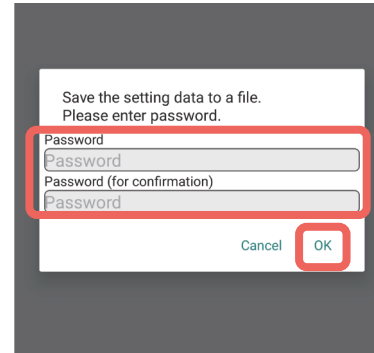 Save the setting data to a file.
Please enter password.
Password
Password
Password (for confirmation)
Password
Cancel OK